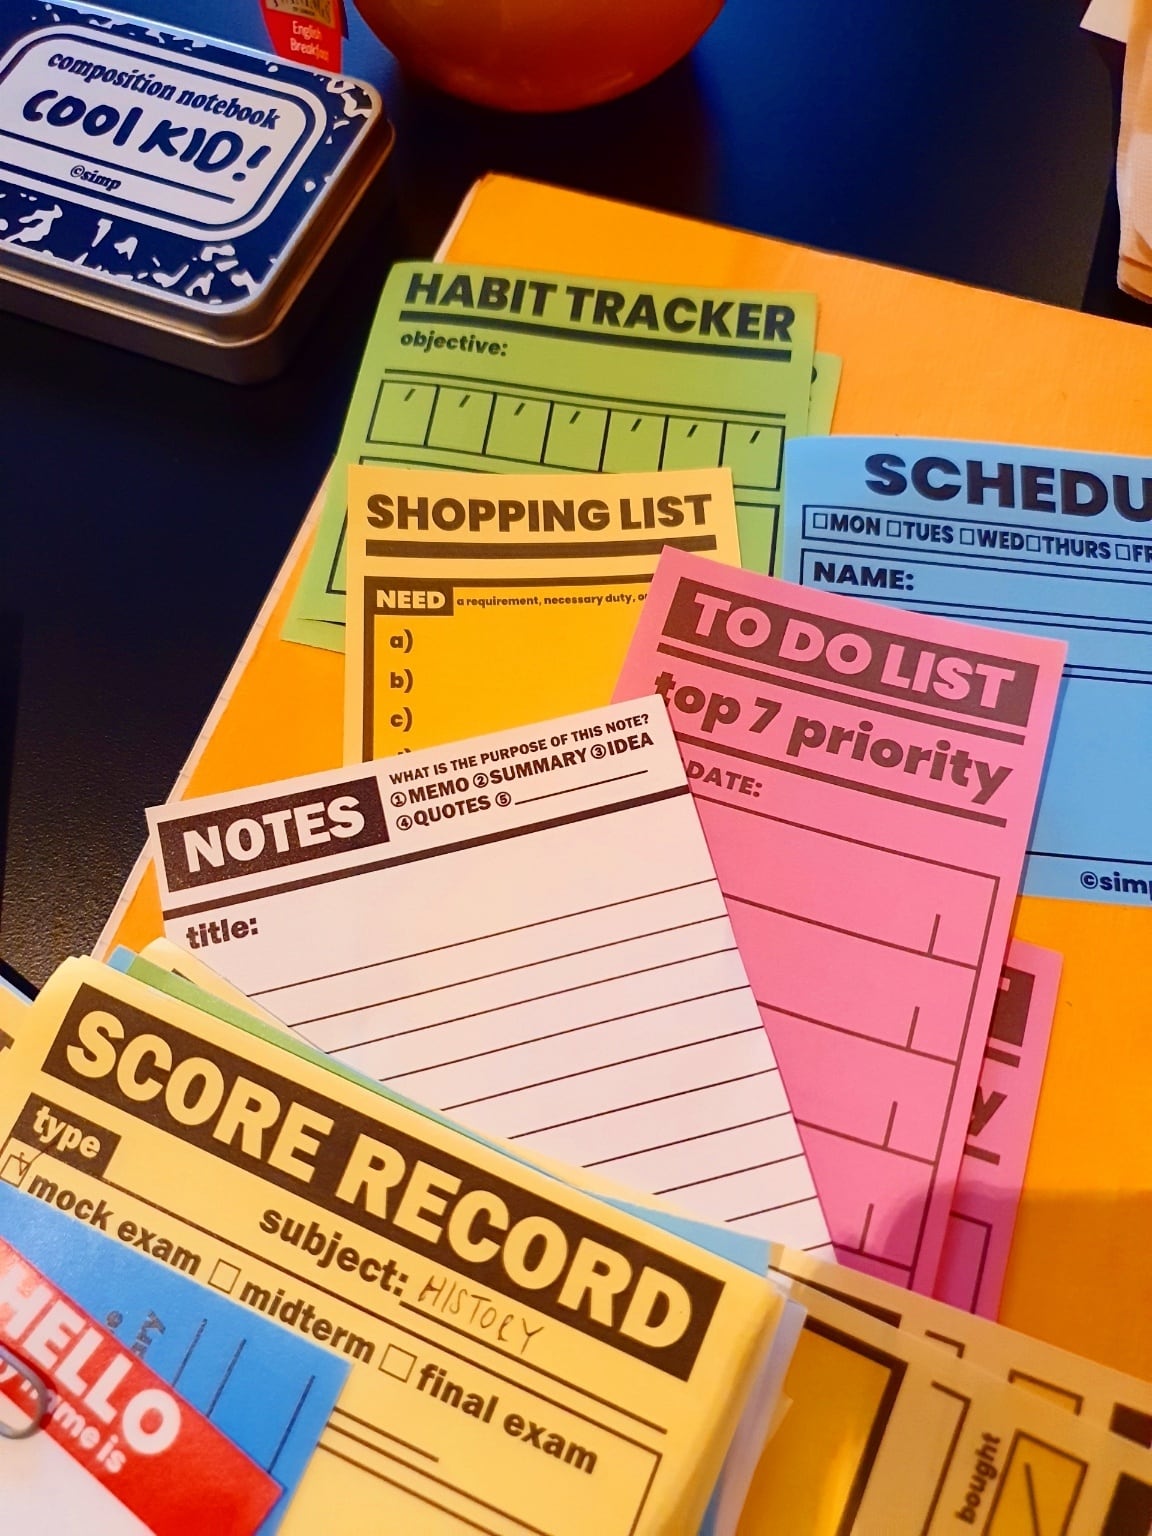 English
Breakfast
composition notebook
COOL KID!
©simp
HABIT TRACKER
objective:
SCHEDU
□MON □TUES □WED□THURS □FR
NAME:
©simp
SHOPPING LIST
NEED a requirement, necessary duty, o
a)
b)
c)
TO DO LIST
top 7 priority
DATE:
NOTES
WHAT IS THE PURPOSE OF THIS NOTE?
①MEMO ②SUMMARY ③IDEA
④QUOTES ⑤
title:
SCORE RECORD
type
subject: HISTORY
☑mock exam □midterm □final exam
HELLO
my name is
bought